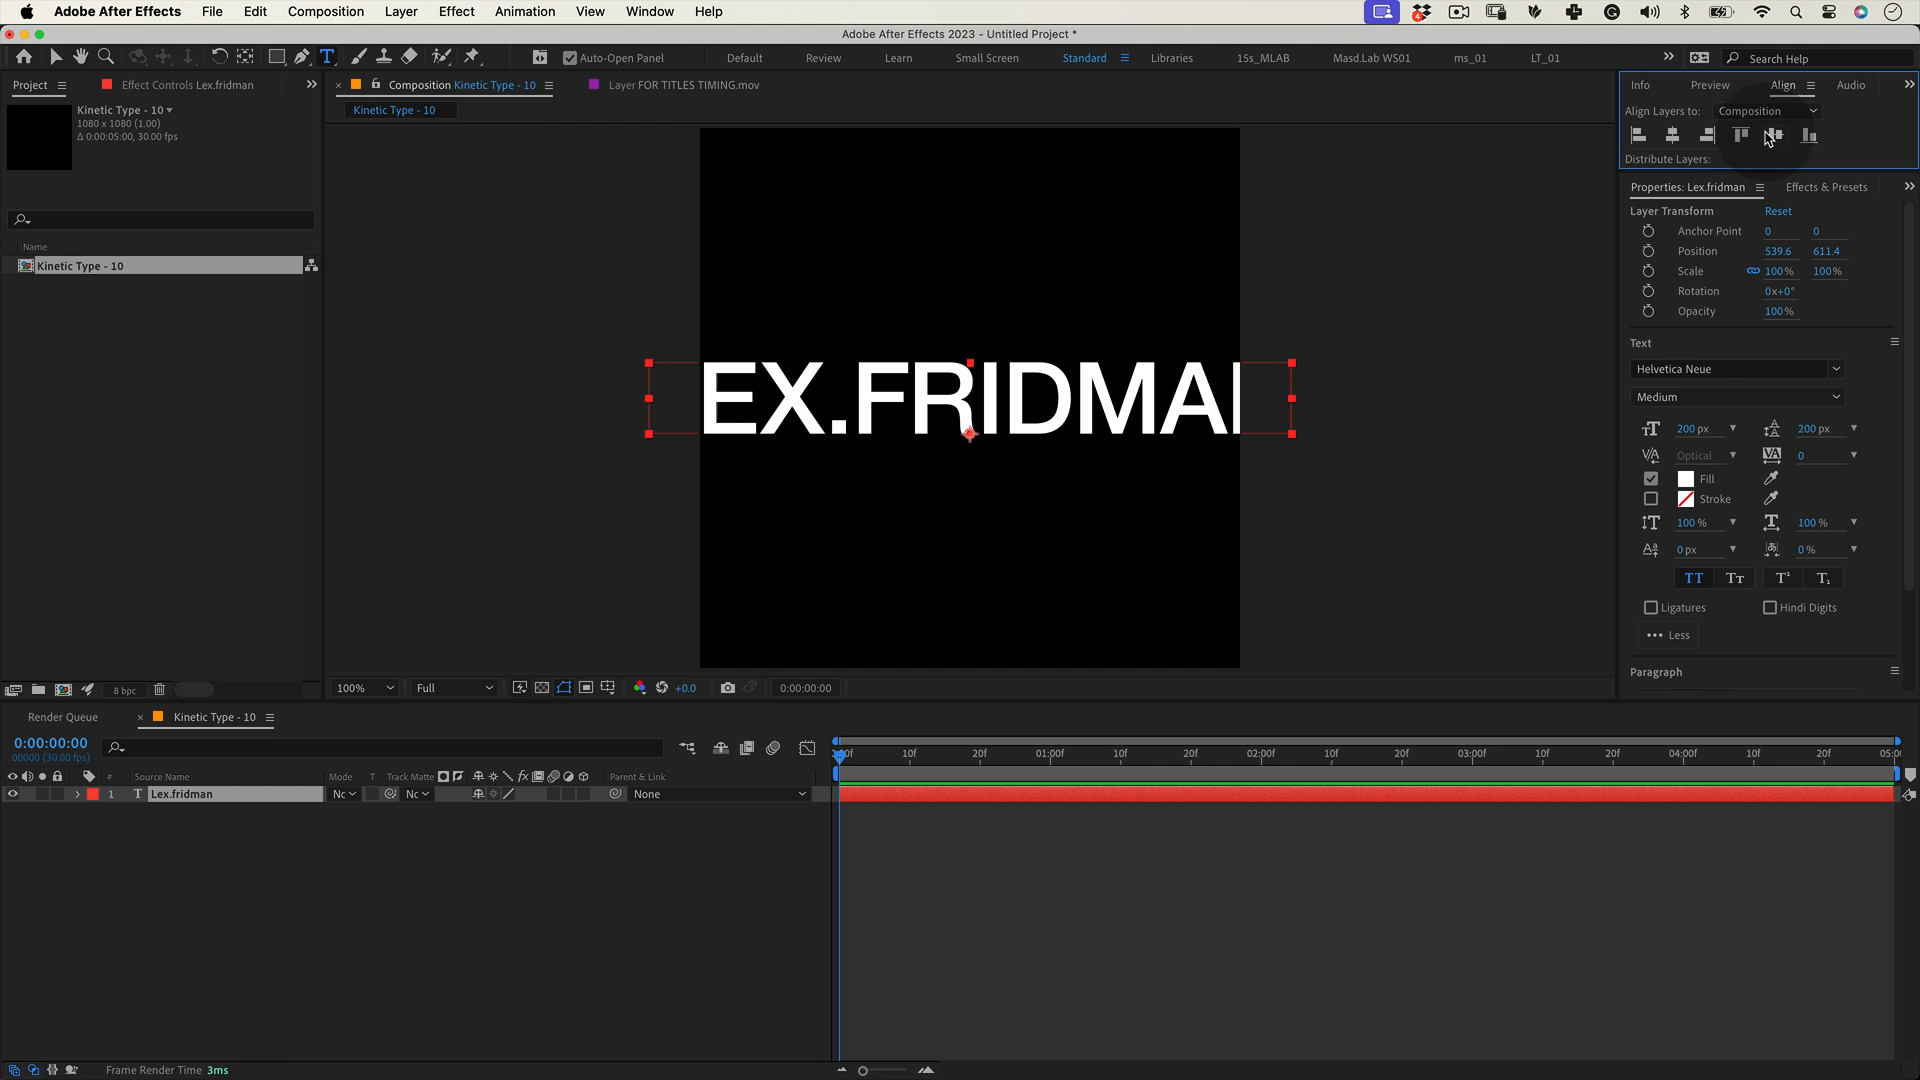 Adobe After Effects File Edit Composition Layer Effect Animation View Window Help
Adobe After Effects 2023 - Untitled Project *
Auto-Open Panel Default Review Learn Small Screen Standard Libraries 15s_MLAB Masd.Lab WS01 ms_01 LT_01 Search Help
Project Effect Controls Lex.fridman
Composition Kinetic Type - 10 Layer FOR TITLES TIMING.mov
Info Preview Align Audio
Kinetic Type - 10
1080 x 1080 (1.00)
Δ 0:00:05:00, 30.00 fps
Kinetic Type - 10
Align Layers to: Composition
Distribute Layers:
Name
Kinetic Type - 10
EX.FRIDMA
Properties: Lex.fridman Effects & Presets
Layer Transform Reset
Anchor Point 0 0
Position 539.6 611.4
Scale 100% 100%
Rotation 0x+0°
Opacity 100%
Text
Helvetica Neue
Medium
200 px 200 px
Optical 0
Fill
Stroke
100 % 100 %
0 px 0 %
TT Tт T¹ T₁
Ligatures Hindi Digits
Less
Paragraph
8 bpc
100% Full +0.0 0:00:00:00
Render Queue Kinetic Type - 10
0:00:00:00
00000 (30.00 fps)
10f 20f 01:00f 10f 20f 02:00f 10f 20f 03:00f 10f 20f 04:00f 10f 20f
# Source Name Mode T Track Matte Parent & Link
1 T Lex.fridman Nc Nc None
Frame Render Time 3ms